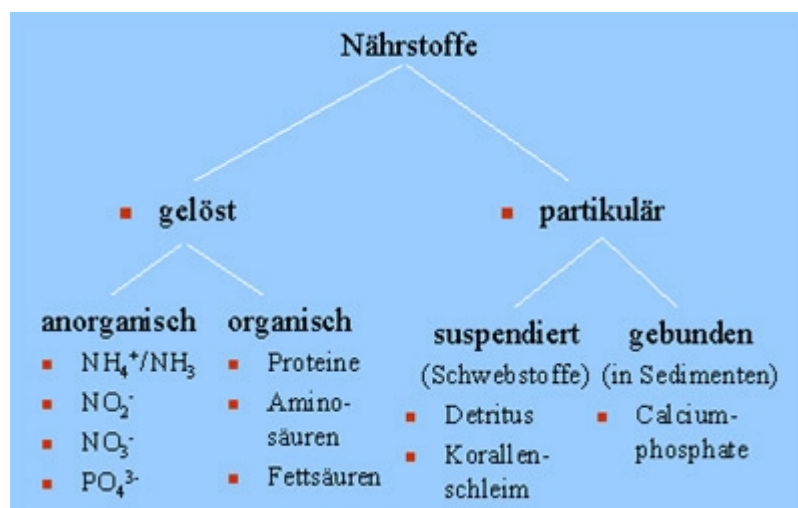 Nährstoffe
gelöst
partikulär
anorganisch
NH₄⁺/NH₃
NO₂⁻
NO₃⁻
PO₄³⁻
organisch
Proteine
Amino-
säuren
Fettsäuren
suspendiert
(Schwebstoffe)
Detritus
Korallen-
schleim
gebunden
(in Sedimenten)
Calcium-
phosphate